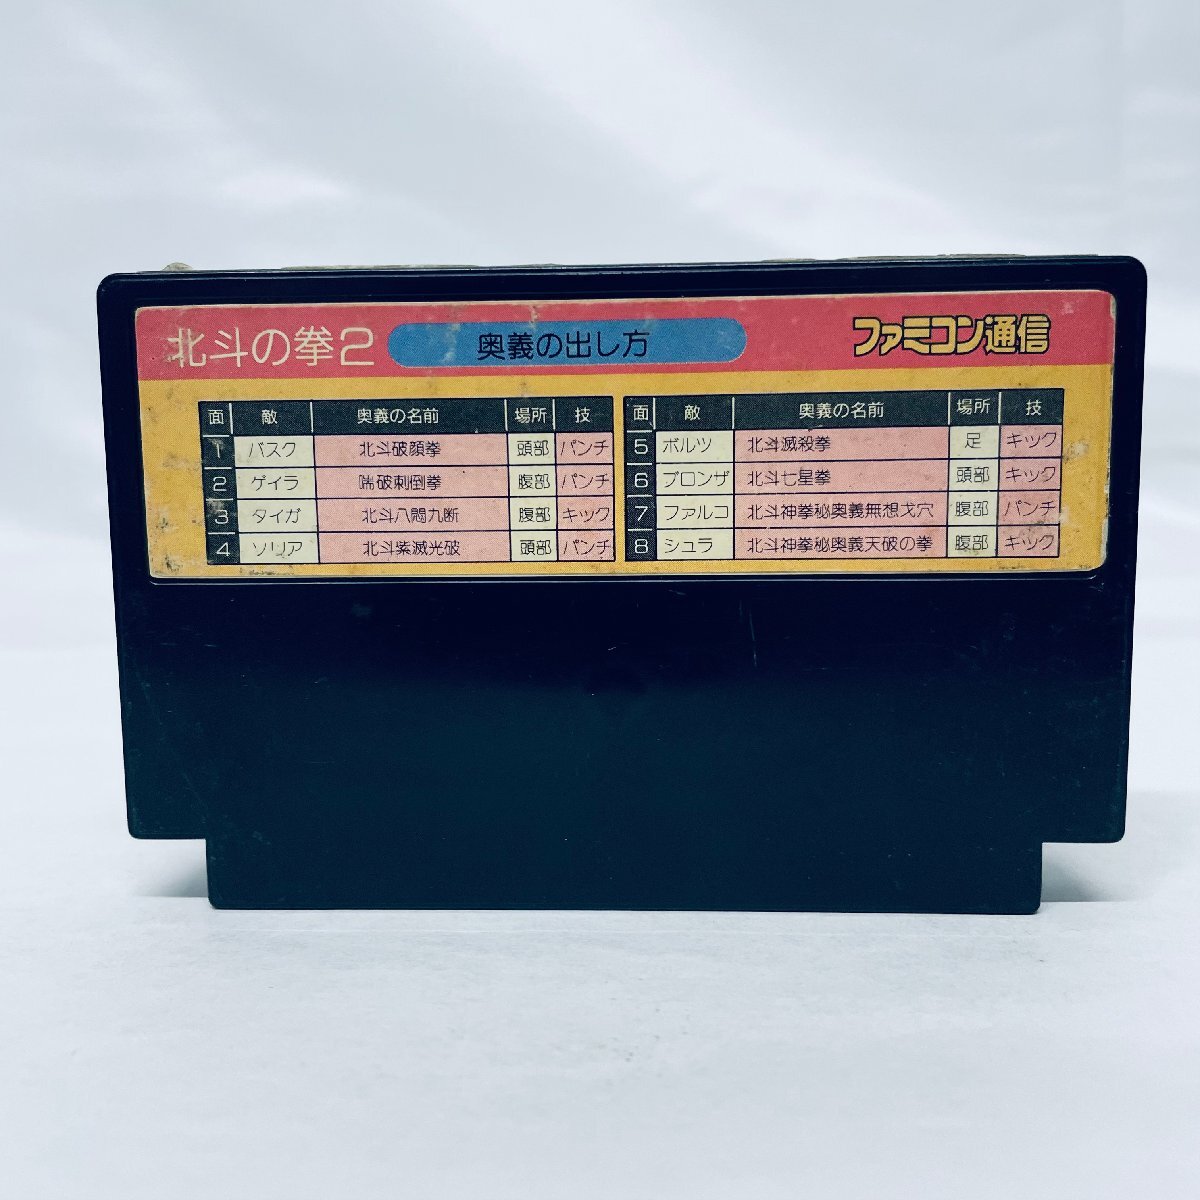 北斗の拳2 奥義の出し方 ファミコン通信
面 敵 奥義の名前 場所 技
1 バスク 北斗破顔拳 頭部 パンチ
2 ゲイラ 喘破刺倒拳 腹部 パンチ
3 タイガ 北斗八悶九断 腹部 キック
4 ソリア 北斗紫滅光破 頭部 パンチ
面 敵 奥義の名前 場所 技
5 ボルツ 北斗滅殺拳 足 キック
6 ブロンザ 北斗七星拳 頭部 キック
7 ファルコ 北斗神拳秘奥義無想戈穴 腹部 パンチ
8 シュラ 北斗神拳秘奥義天破の拳 腹部 キック